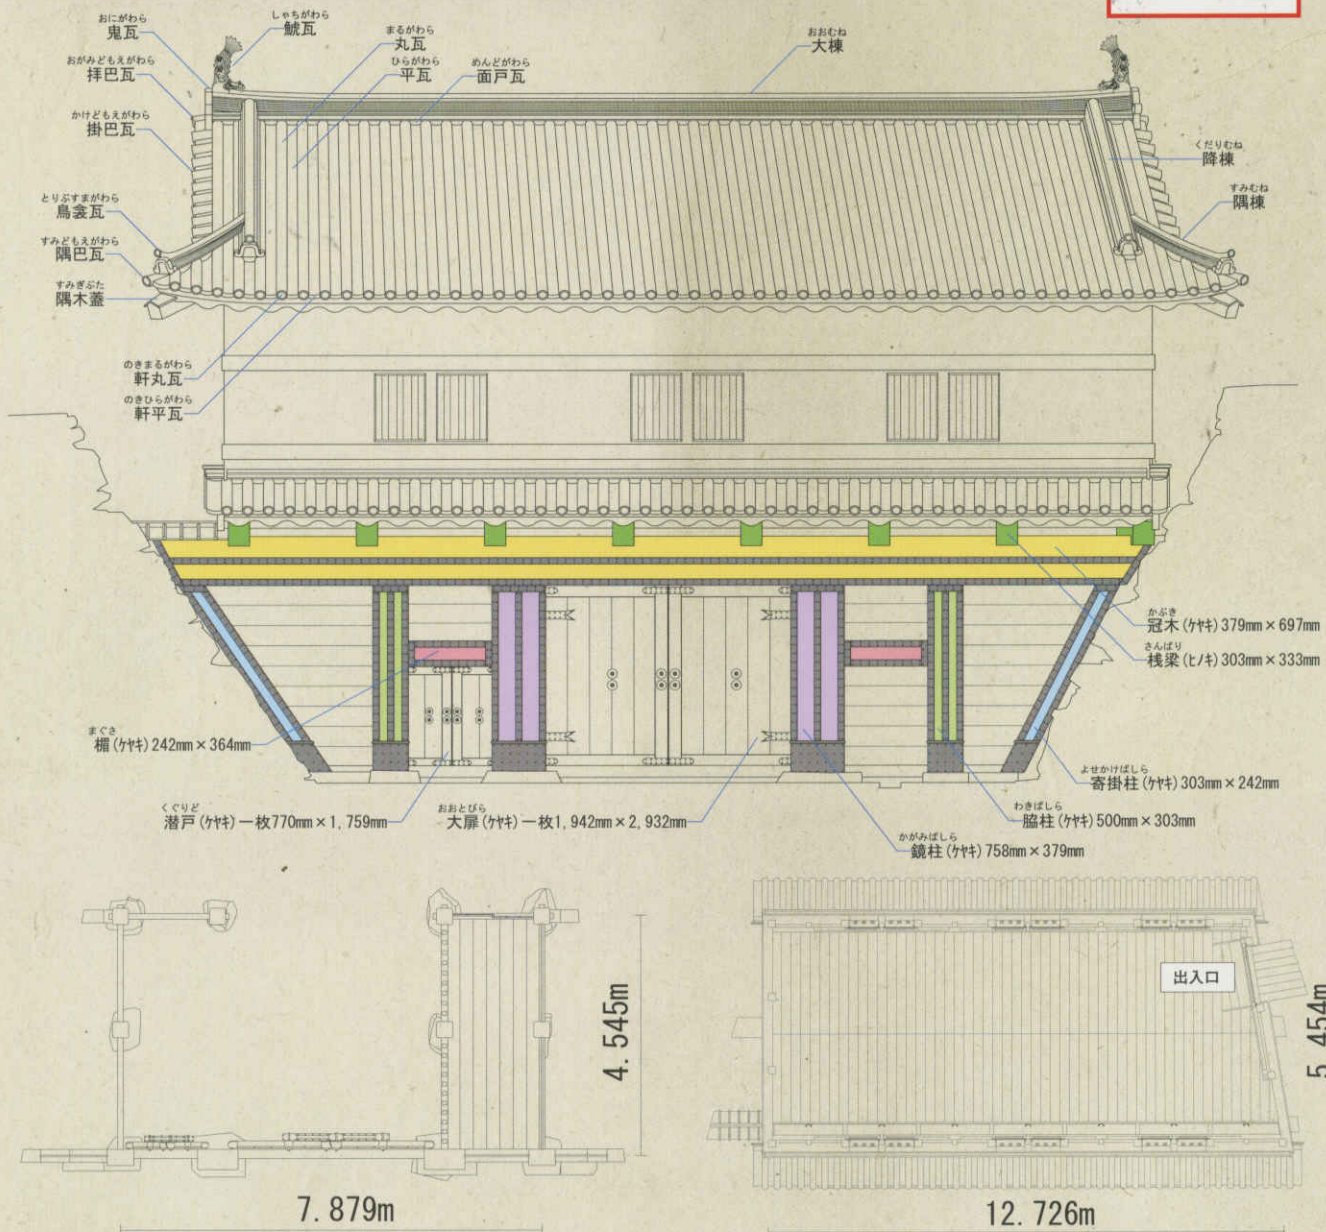 おにがわら
鬼瓦
しゃちがわら
鯱瓦
まるがわら
丸瓦
ひらがわら
平瓦
めんどがわら
面戸瓦
おおむね
大棟
おがみどもえがわら
拝巴瓦
かけどもえがわら
掛巴瓦
くだりむね
降棟
すみむね
隅棟
とりぶすまがわら
鳥衾瓦
すみどもえがわら
隅巴瓦
すみぎぶた
隅木蓋
のきまるがわら
軒丸瓦
のきひらがわら
軒平瓦
かぶき
冠木(ケヤキ)379mm×697mm
さんばり
桟梁(ヒノキ)303mm×333mm
まぐさ
楣(ケヤキ)242mm×364mm
よせかけばしら
寄掛柱(ケヤキ)303mm×242mm
くぐりど
潜戸(ケヤキ)一枚770mm×1,759mm
おおとびら
大扉(ケヤキ)一枚1,942mm×2,932mm
わきばしら
脇柱(ケヤキ)500mm×303mm
かがみばしら
鏡柱(ケヤキ)758mm×379mm
4.545m
7.879m
出入口
5.454m
12.726m